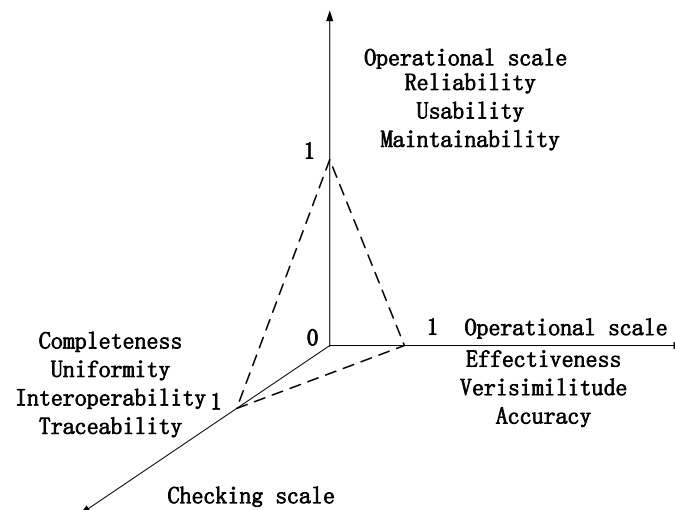 Operational scale
Reliability
Usability
Maintainability
1
0
1 Operational scale
Effectiveness
Verisimilitude
Accuracy
Completeness
Uniformity
Interoperability 1
Traceability
Checking scale